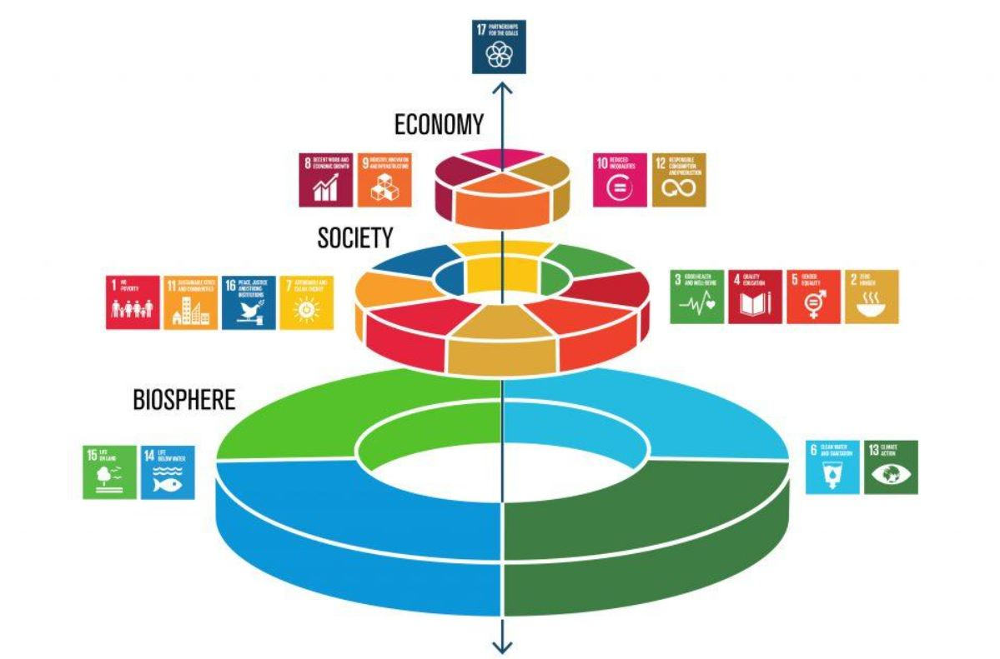 17 PARTNERSHIPS
FOR THE GOALS
ECONOMY
8 DECENT WORK AND
ECONOMIC GROWTH
9 INDUSTRY, INNOVATION
AND INFRASTRUCTURE
10 REDUCED
INEQUALITIES
12 RESPONSIBLE
CONSUMPTION
AND PRODUCTION
SOCIETY
1 NO
POVERTY
11 SUSTAINABLE CITIES
AND COMMUNITIES
16 PEACE, JUSTICE
AND STRONG
INSTITUTIONS
7 AFFORDABLE AND
CLEAN ENERGY
3 GOOD HEALTH
AND WELL-BEING
4 QUALITY
EDUCATION
5 GENDER
EQUALITY
2 ZERO
HUNGER
BIOSPHERE
15 LIFE
ON LAND
14 LIFE
BELOW WATER
6 CLEAN WATER
AND SANITATION
13 CLIMATE
ACTION